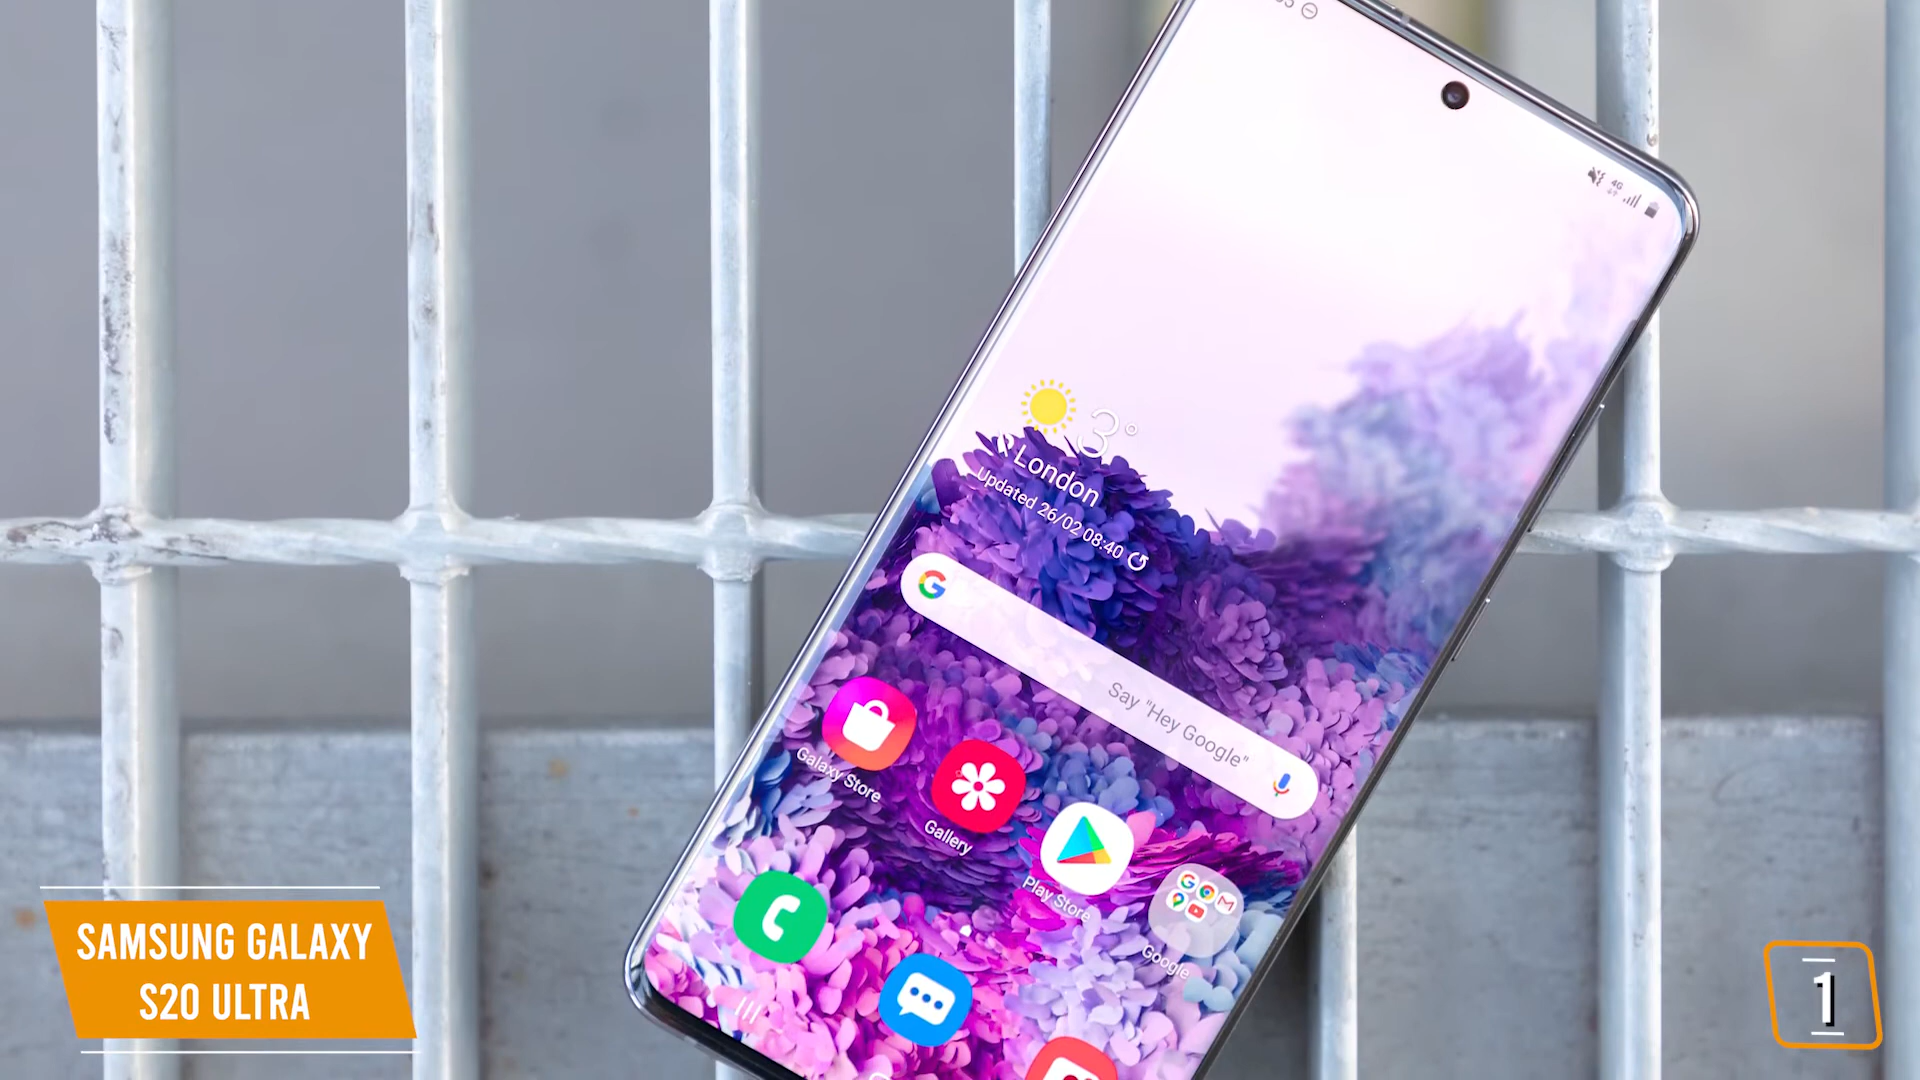 4G
3°
London
Updated 26/02 08:40
G
Say "Hey Google"
Galaxy Store
Gallery
Play Store
Google
SAMSUNG GALAXY
S20 ULTRA
1